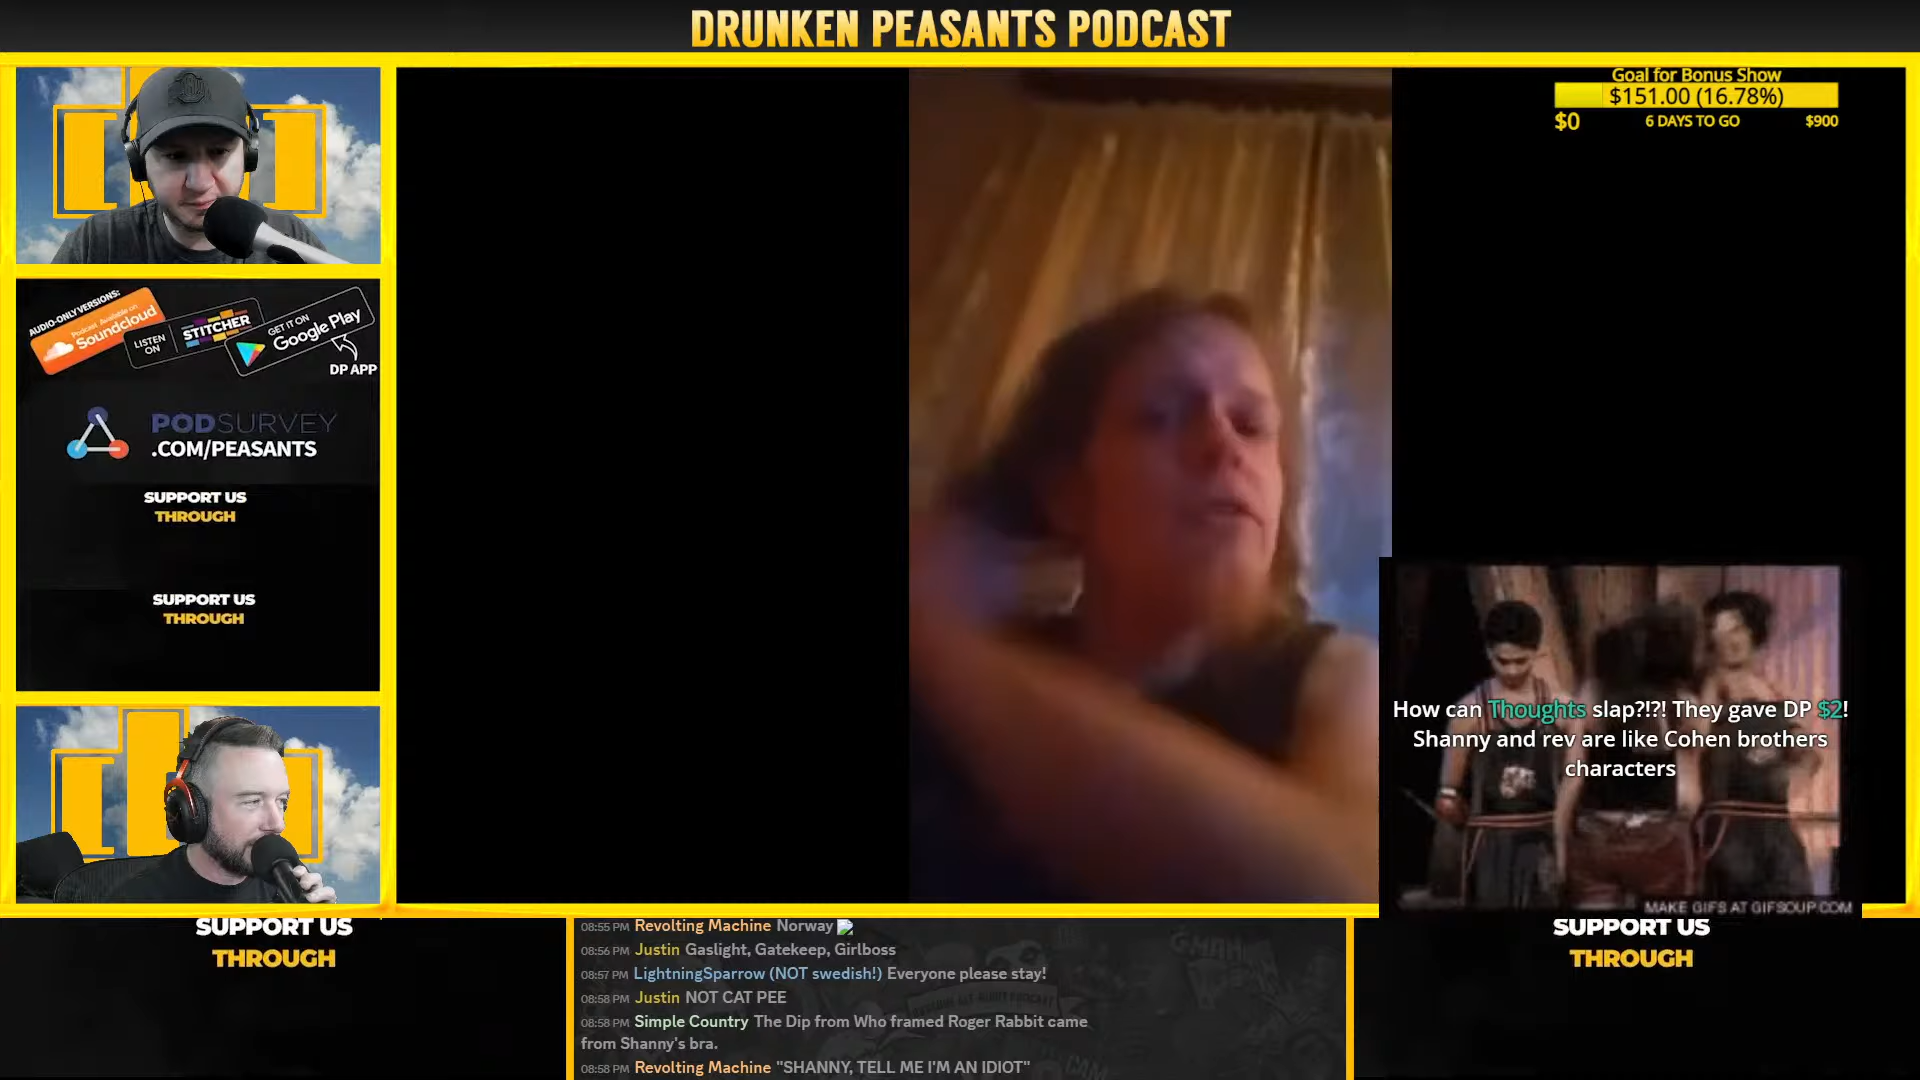 DRUNKEN PEASANTS PODCAST
Goal for Bonus Show
$151.00 (16.78%)
$0 6 DAYS TO GO $900
AUDIO-ONLY VERSIONS:
Podcast Available on
Soundcloud
LISTEN
ON
STITCHER
GET IT ON
Google Play
DP APP
PODSURVEY
.COM/PEASANTS
SUPPORT US
THROUGH
SUPPORT US
THROUGH
How can Thoughts slap?!?! They gave DP $2!
Shanny and rev are like Cohen brothers
characters
MAKE GIFS AT GIFSOUP.COM
SUPPORT US
THROUGH
08:55 PM Revolting Machine Norway
08:56 PM Justin Gaslight, Gatekeep, Girlboss
08:57 PM LightningSparrow (NOT swedish!) Everyone please stay!
08:58 PM Justin NOT CAT PEE
08:58 PM Simple Country The Dip from Who framed Roger Rabbit came
from Shanny's bra.
08:58 PM Revolting Machine "SHANNY, TELL ME I'M AN IDIOT"
SUPPORT US
THROUGH